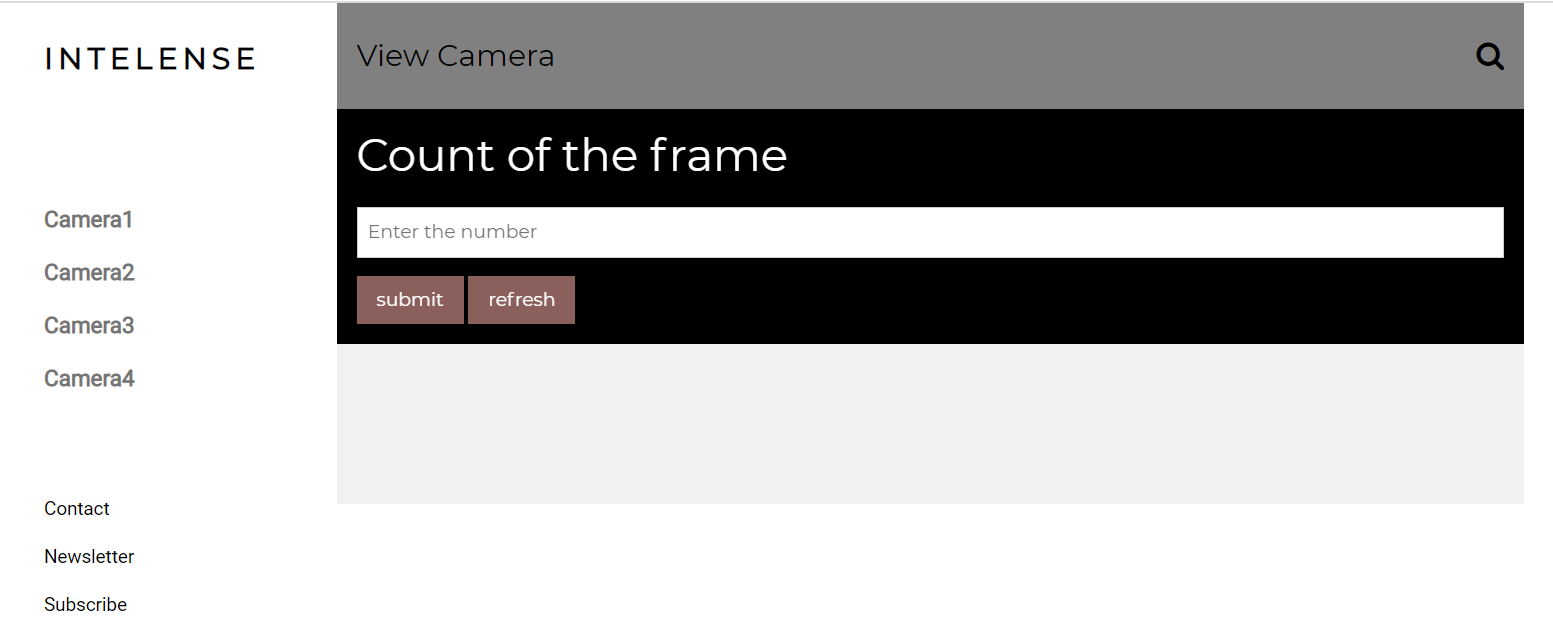 INTELENSE
Camera1
Camera2
Camera3
Camera4
Contact
Newsletter
Subscribe
View Camera
Count of the frame
Enter the number
submit refresh